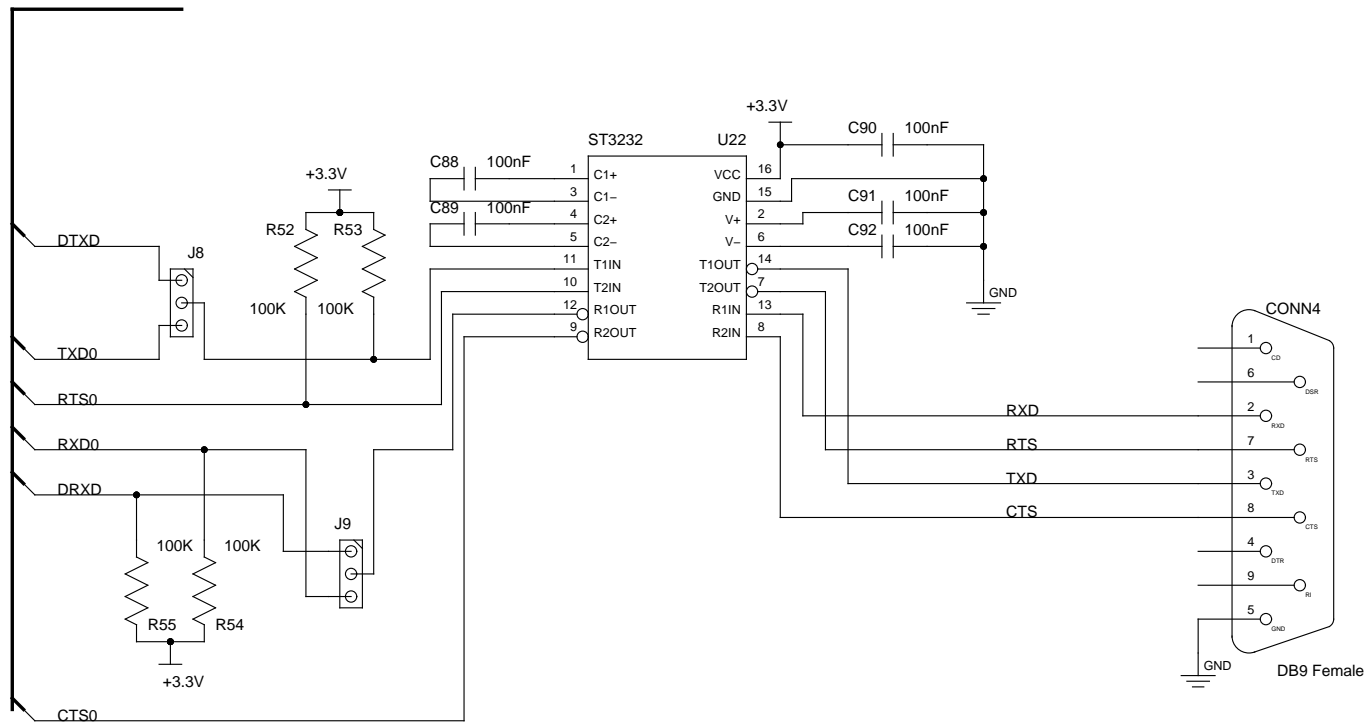 +3.3V
C90 100nF
ST3232 U22
C88 100nF
1 C1+ VCC 16
+3.3V
3 C1− GND 15
C91 100nF
C89 100nF
4 C2+ V+ 2
R52 R53
C92 100nF
DTXD
5 C2− V− 6
J8
11 T1IN T1OUT 14
10 T2IN T2OUT 7
GND
100K 100K
12 R1OUT R1IN 13
CONN4
9 R2OUT R2IN 8
1 CD
TXD0
6 DSR
RTS0
RXD 2 RXD
RXD0
RTS 7 RTS
TXD 3 TXD
DRXD
CTS 8 CTS
J9
100K 100K
4 DTR
9 RI
R55 R54
5 GND
GND
DB9 Female
+3.3V
CTS0